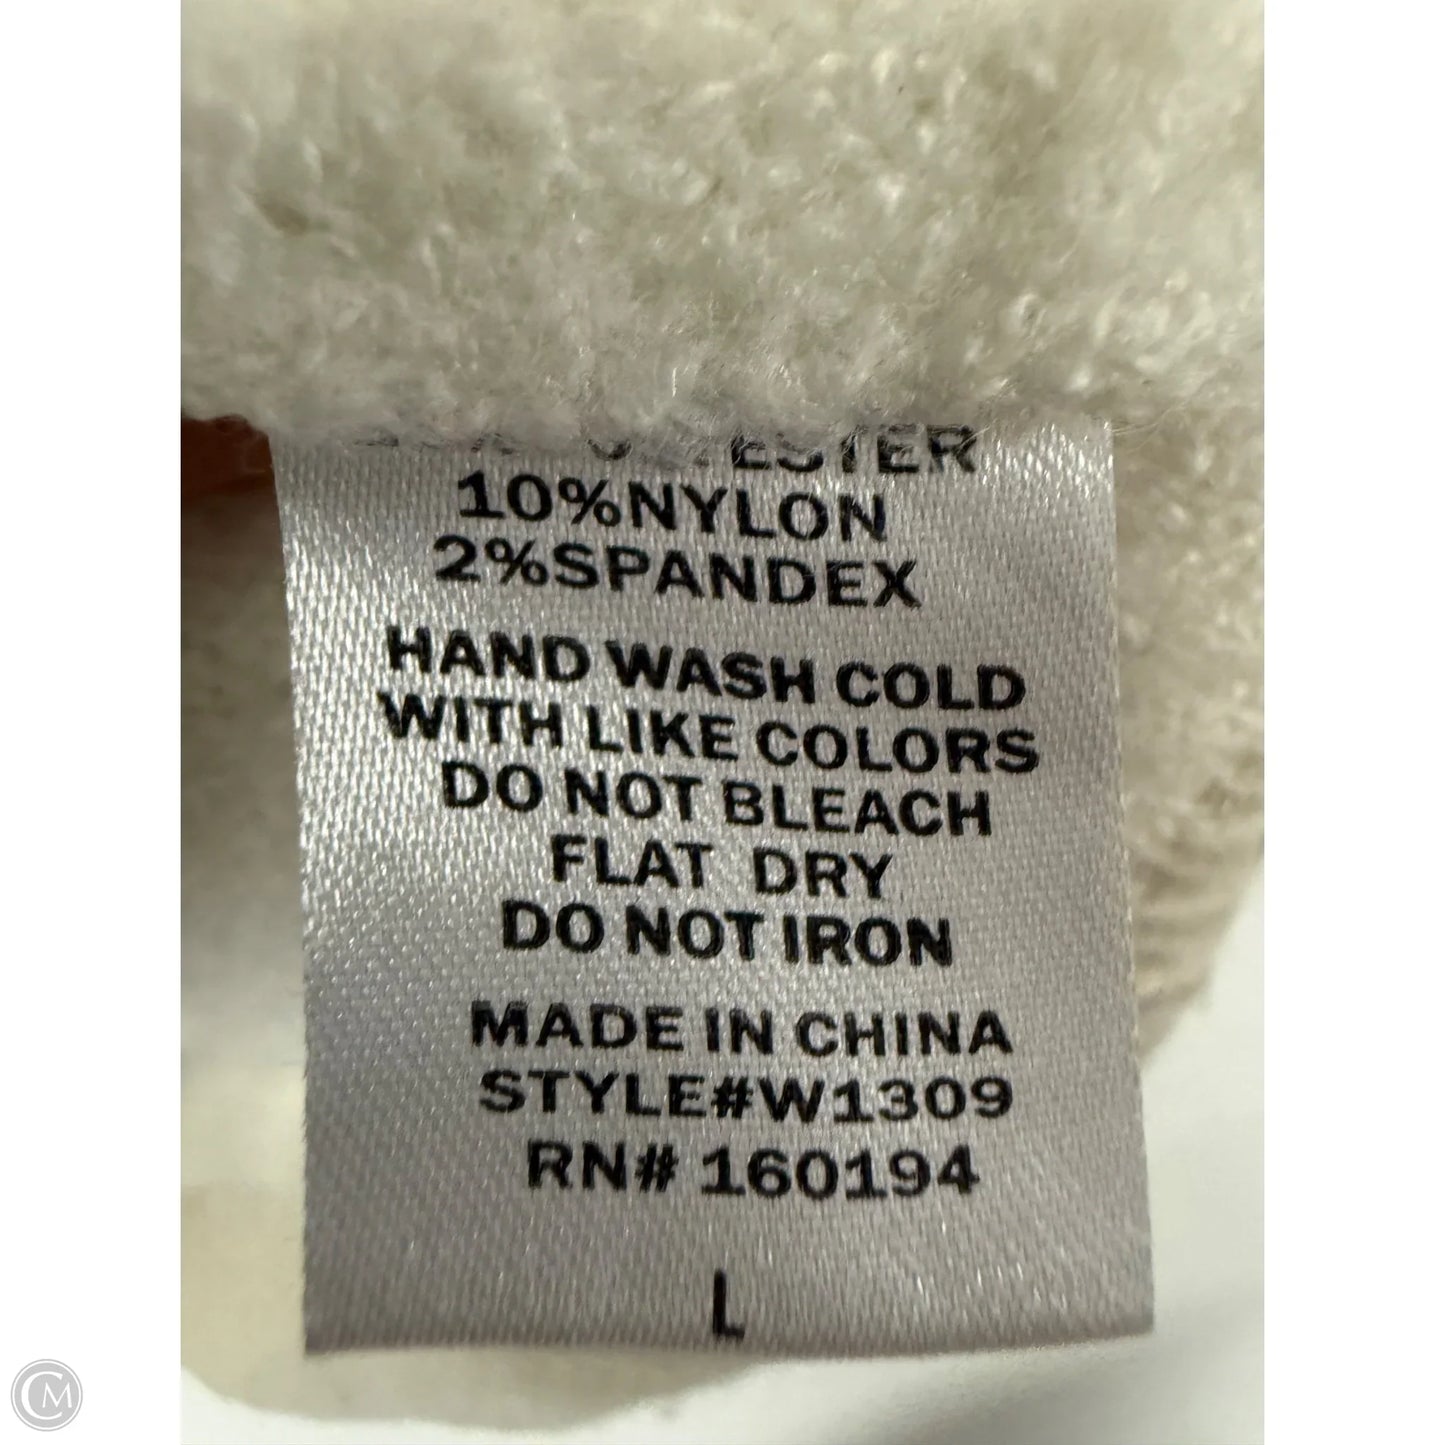 10%NYLON
2%SPANDEX
HAND WASH COLD
WITH LIKE COLORS
DO NOT BLEACH
FLAT DRY
DO NOT IRON
MADE IN CHINA
STYLE#W1309
RN# 160194
L
CM